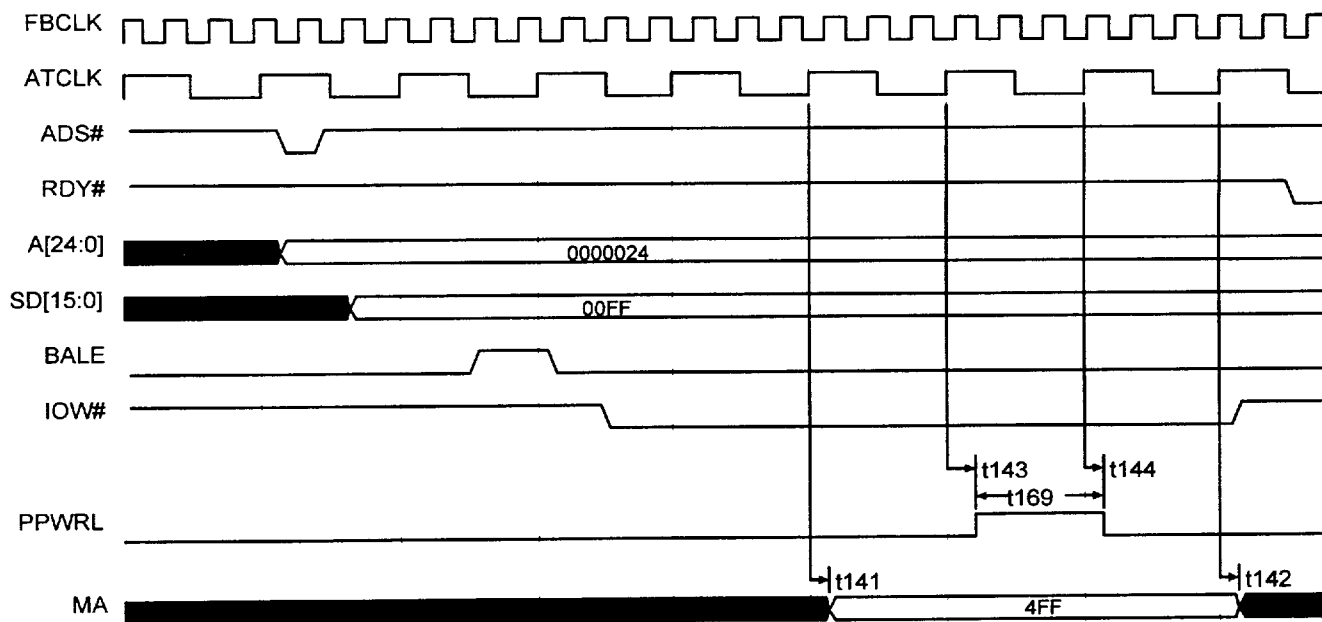 FBCLK
ATCLK
ADS#
RDY#
A[24:0]
0000024
SD[15:0]
00FF
BALE
IOW#
t143
t144
t169
PPWRL
t141
t142
MA
4FF